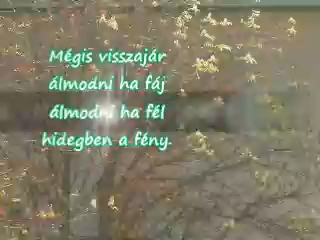 Mégis visszajár
álmodni ha fáj
álmodni ha fél
hidegben a fény.